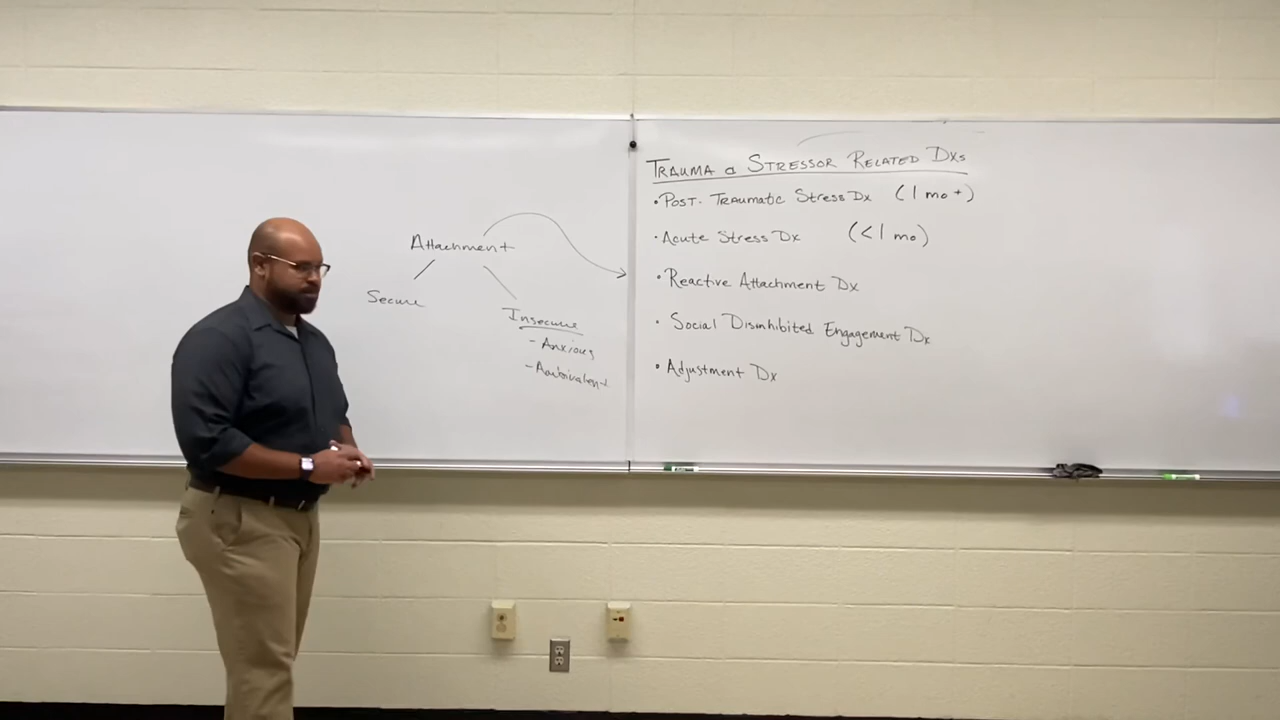 Attachment
Secure
Insecure
- Anxious
- Ambivalent
TRAUMA & STRESSOR RELATED DXs
• POST-TRAUMATIC STRESS DX (1 mo +)
• ACUTE STRESS DX (<1 mo)
• REACTIVE ATTACHMENT DX
• SOCIAL DISINHIBITED ENGAGEMENT DX
• ADJUSTMENT DX